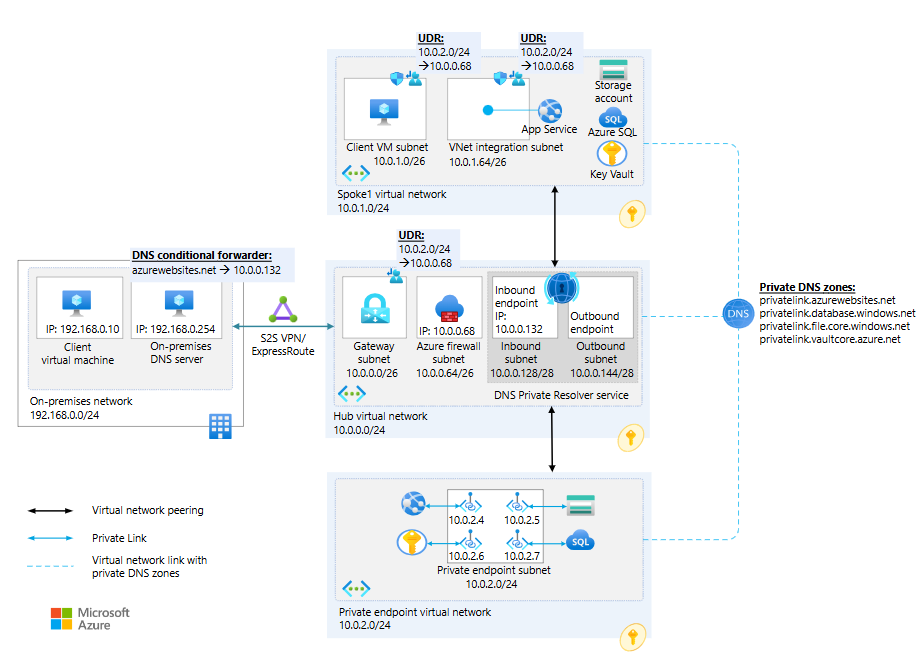 UDR:
10.0.2.0/24
→10.0.0.68
UDR:
10.0.2.0/24
→10.0.0.68
Storage
account
SQL
Azure SQL
Key Vault
App Service
Client VM subnet
10.0.1.0/26
VNet integration subnet
10.0.1.64/26
Spoke1 virtual network
10.0.1.0/24
UDR:
10.0.2.0/24
→10.0.0.68
DNS conditional forwarder:
azurewebsites.net → 10.0.0.132
IP: 192.168.0.10
Client
virtual machine
IP: 192.168.0.254
On-premises
DNS server
On-premises network
192.168.0.0/24
S2S VPN/
ExpressRoute
Gateway
subnet
10.0.0.0/26
IP: 10.0.0.68
Azure firewall
subnet
10.0.0.64/26
Inbound
endpoint
IP:
10.0.0.132
Inbound
subnet
10.0.0.128/28
Outbound
endpoint
Outbound
subnet
10.0.0.144/28
DNS Private Resolver service
Hub virtual network
10.0.0.0/24
DNS
Private DNS zones:
privatelink.azurewebsites.net
privatelink.database.windows.net
privatelink.file.core.windows.net
privatelink.vaultcore.azure.net
10.0.2.4
10.0.2.5
10.0.2.6
10.0.2.7
SQL
Private endpoint subnet
10.0.2.0/24
Private endpoint virtual network
10.0.2.0/24
Virtual network peering
Private Link
Virtual network link with
private DNS zones
Microsoft
Azure